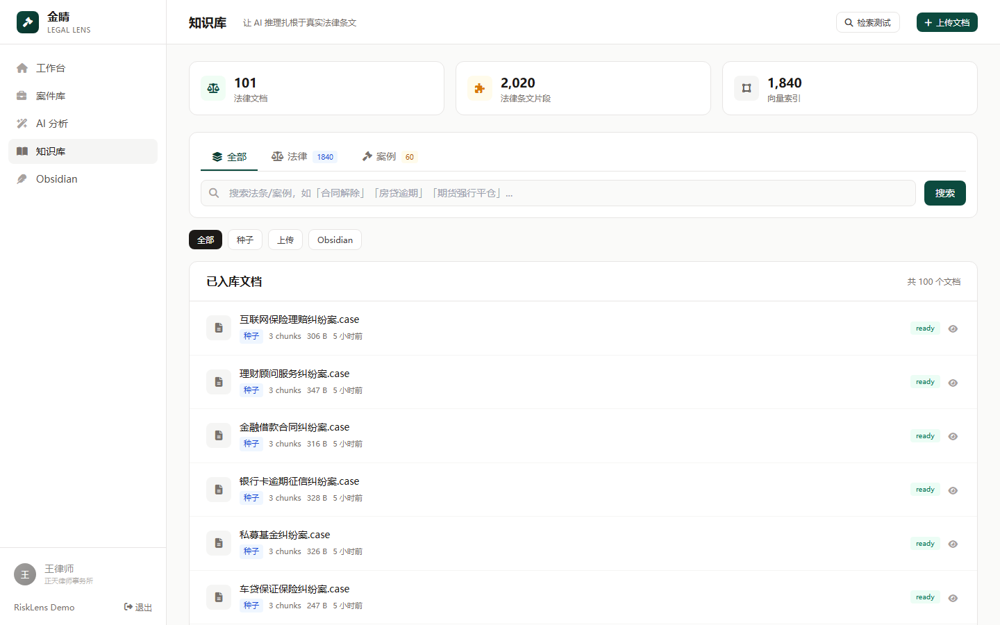 金睛
LEGAL LENS
工作台
案件库
AI 分析
知识库
Obsidian
王
王律师
正天律师事务所
RiskLens Demo
退出
知识库
让 AI 推理扎根于真实法律条文
检索测试
上传文档
101
法律文档
2,020
法律条文片段
1,840
向量索引
全部
法律 1840
案例 60
搜索法条/案例，如「合同解除」「房贷逾期」「期货强行平仓」...
搜索
全部
种子
上传
Obsidian
已入库文档
共 100 个文档
互联网保险理赔纠纷案.case
种子 3 chunks 306 B 5 小时前
ready
理财顾问服务纠纷案.case
种子 3 chunks 347 B 5 小时前
ready
金融借款合同纠纷案.case
种子 3 chunks 316 B 5 小时前
ready
银行卡逾期征信纠纷案.case
种子 3 chunks 328 B 5 小时前
ready
私募基金纠纷案.case
种子 3 chunks 326 B 5 小时前
ready
车贷保证保险纠纷案.case
种子 3 chunks 247 B 5 小时前
ready